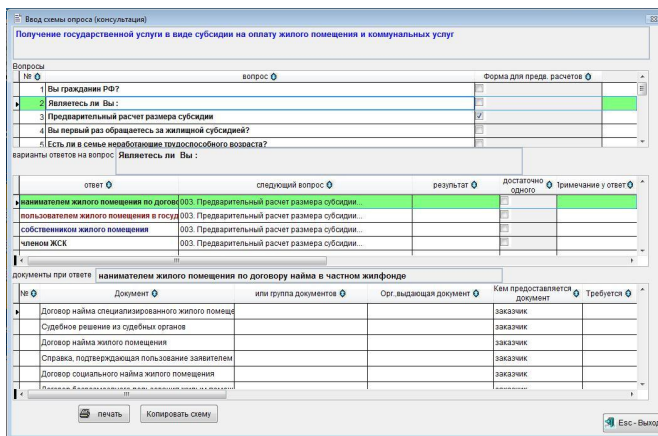 Ввод схемы опроса (консультация)
Получение государственной услуги в виде субсидии на оплату жилого помещения и коммунальных услуг
Вопросы
№ вопрос Форма для предв. расчетов
1 Вы гражданин РФ?
2 Являетесь ли Вы :
3 Предварительный расчет размера субсидии
4 Вы первый раз обращаетесь за жилищной субсидией?
5 Есть ли в семье неработающие трудоспособного возраста?
варианты ответов на вопрос Являетесь ли Вы :
ответ следующий вопрос результат достаточно одного Примечание у ответа
нанимателем жилого помещения по догово 003. Предварительный расчет размера субсидии...
пользователем жилого помещения в госуд 003. Предварительный расчет размера субсидии...
собственником жилого помещения 003. Предварительный расчет размера субсидии...
членом ЖСК 003. Предварительный расчет размера субсидии...
документы при ответе нанимателем жилого помещения по договору найма в частном жилфонде
№ Документ или группа документов Орг.,выдающая документ Кем предоставляется документ Требуется
Договор найма специализированного жилого помеще заказчик
Судебное решение из судебных органов заказчик
Договор найма жилого помещения заказчик
Справка, подтверждающая пользование заявителем заказчик
Договор социального найма жилого помещения заказчик
печать Копировать схему
Esc - Выход